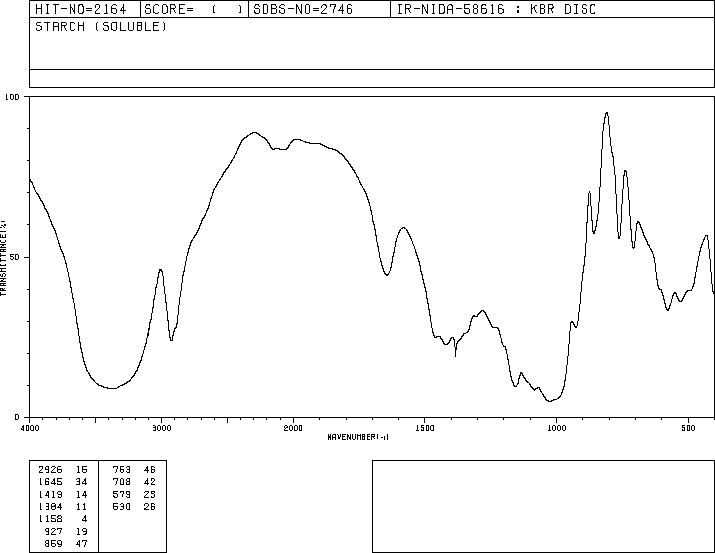 HIT-NO=2164 SCORE= ( ) SDBS-NO=2746 IR-NIDA-58616 : KBR DISC
STARCH (SOLUBLE)
100
TRANSMITTANCE(%)
50
0
4000 3000 2000 1500 1000 500
WAVENUMBER(-1)
2926 16 763 46
1645 34 708 42
1419 14 579 25
1384 11 530 26
1158 4
927 19
859 47